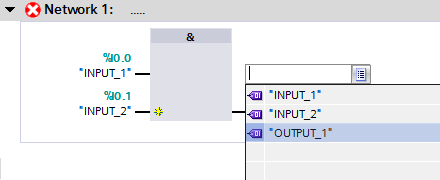 Network 1: .....
&
%I0.0
"INPUT_1"
%I0.1
"INPUT_2"
"INPUT_1"
"INPUT_2"
"OUTPUT_1"